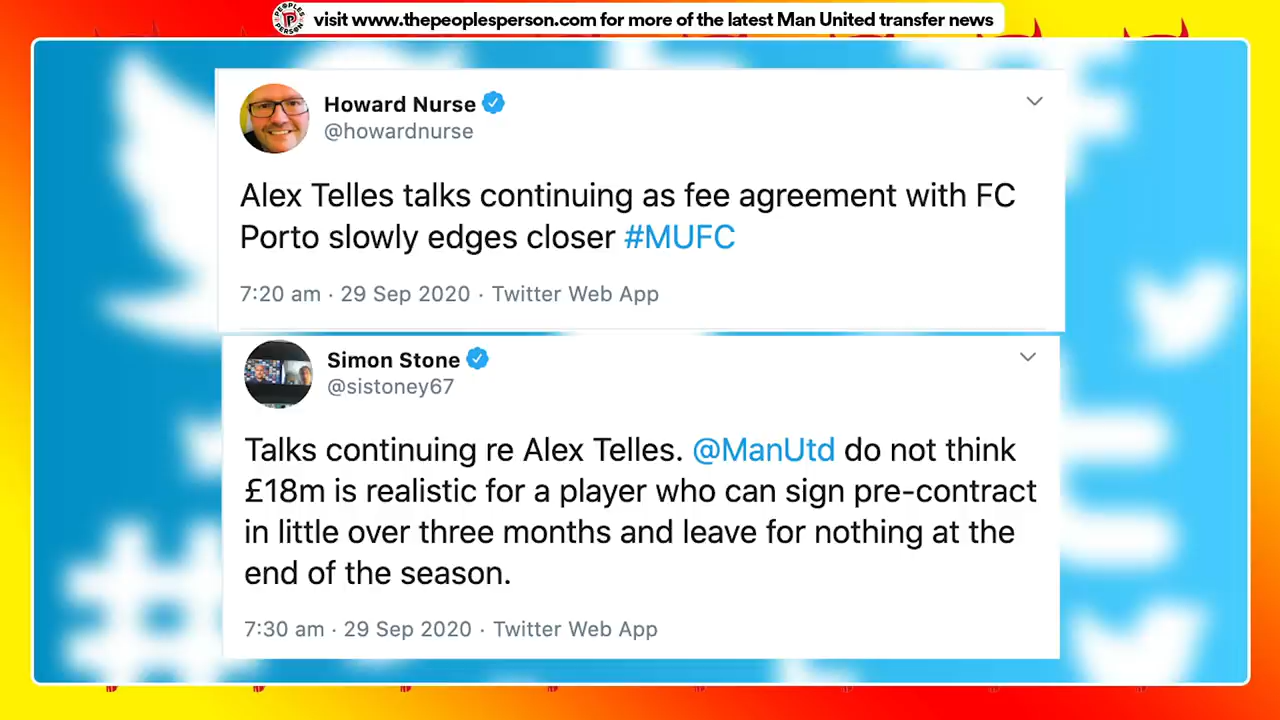 PEOPLES
PERSON
visit www.thepeoplesperson.com for more of the latest Man United transfer news
Howard Nurse
@howardnurse
Alex Telles talks continuing as fee agreement with FC
Porto slowly edges closer #MUFC
7:20 am · 29 Sep 2020 · Twitter Web App
Simon Stone
@sistoney67
Talks continuing re Alex Telles. @ManUtd do not think
£18m is realistic for a player who can sign pre-contract
in little over three months and leave for nothing at the
end of the season.
7:30 am · 29 Sep 2020 · Twitter Web App